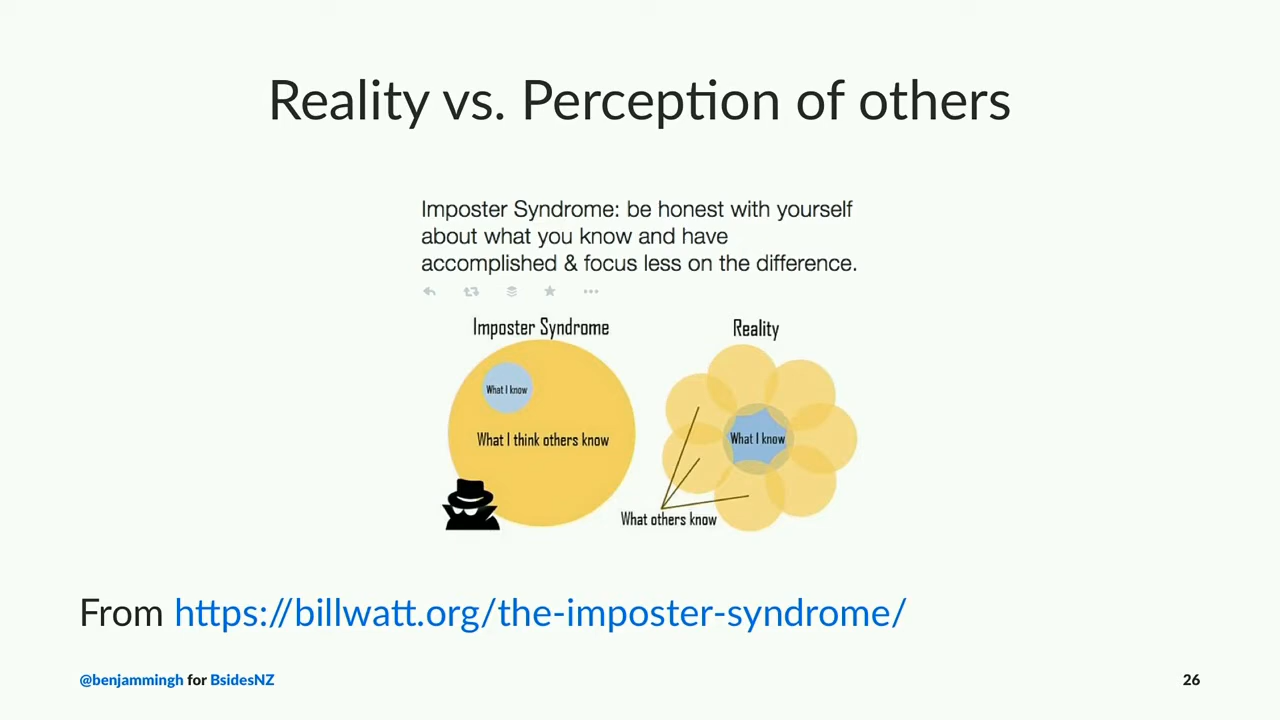 Reality vs. Perception of others
Imposter Syndrome: be honest with yourself
about what you know and have
accomplished & focus less on the difference.
Imposter Syndrome
Reality
What I know
What I think others know
What I know
What others know
From https://billwatt.org/the-imposter-syndrome/
@benjammingh for BsidesNZ
26